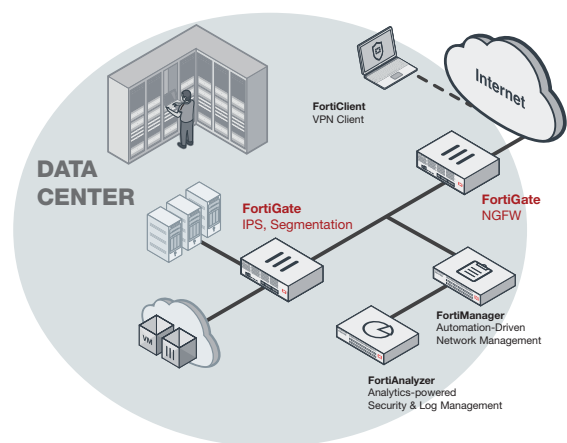 Internet
FortiClient
VPN Client
DATA
CENTER
FortiGate
NGFW
FortiGate
IPS, Segmentation
FortiManager
Automation-Driven
Network Management
VM
FortiAnalyzer
Analytics-powered
Security & Log Management